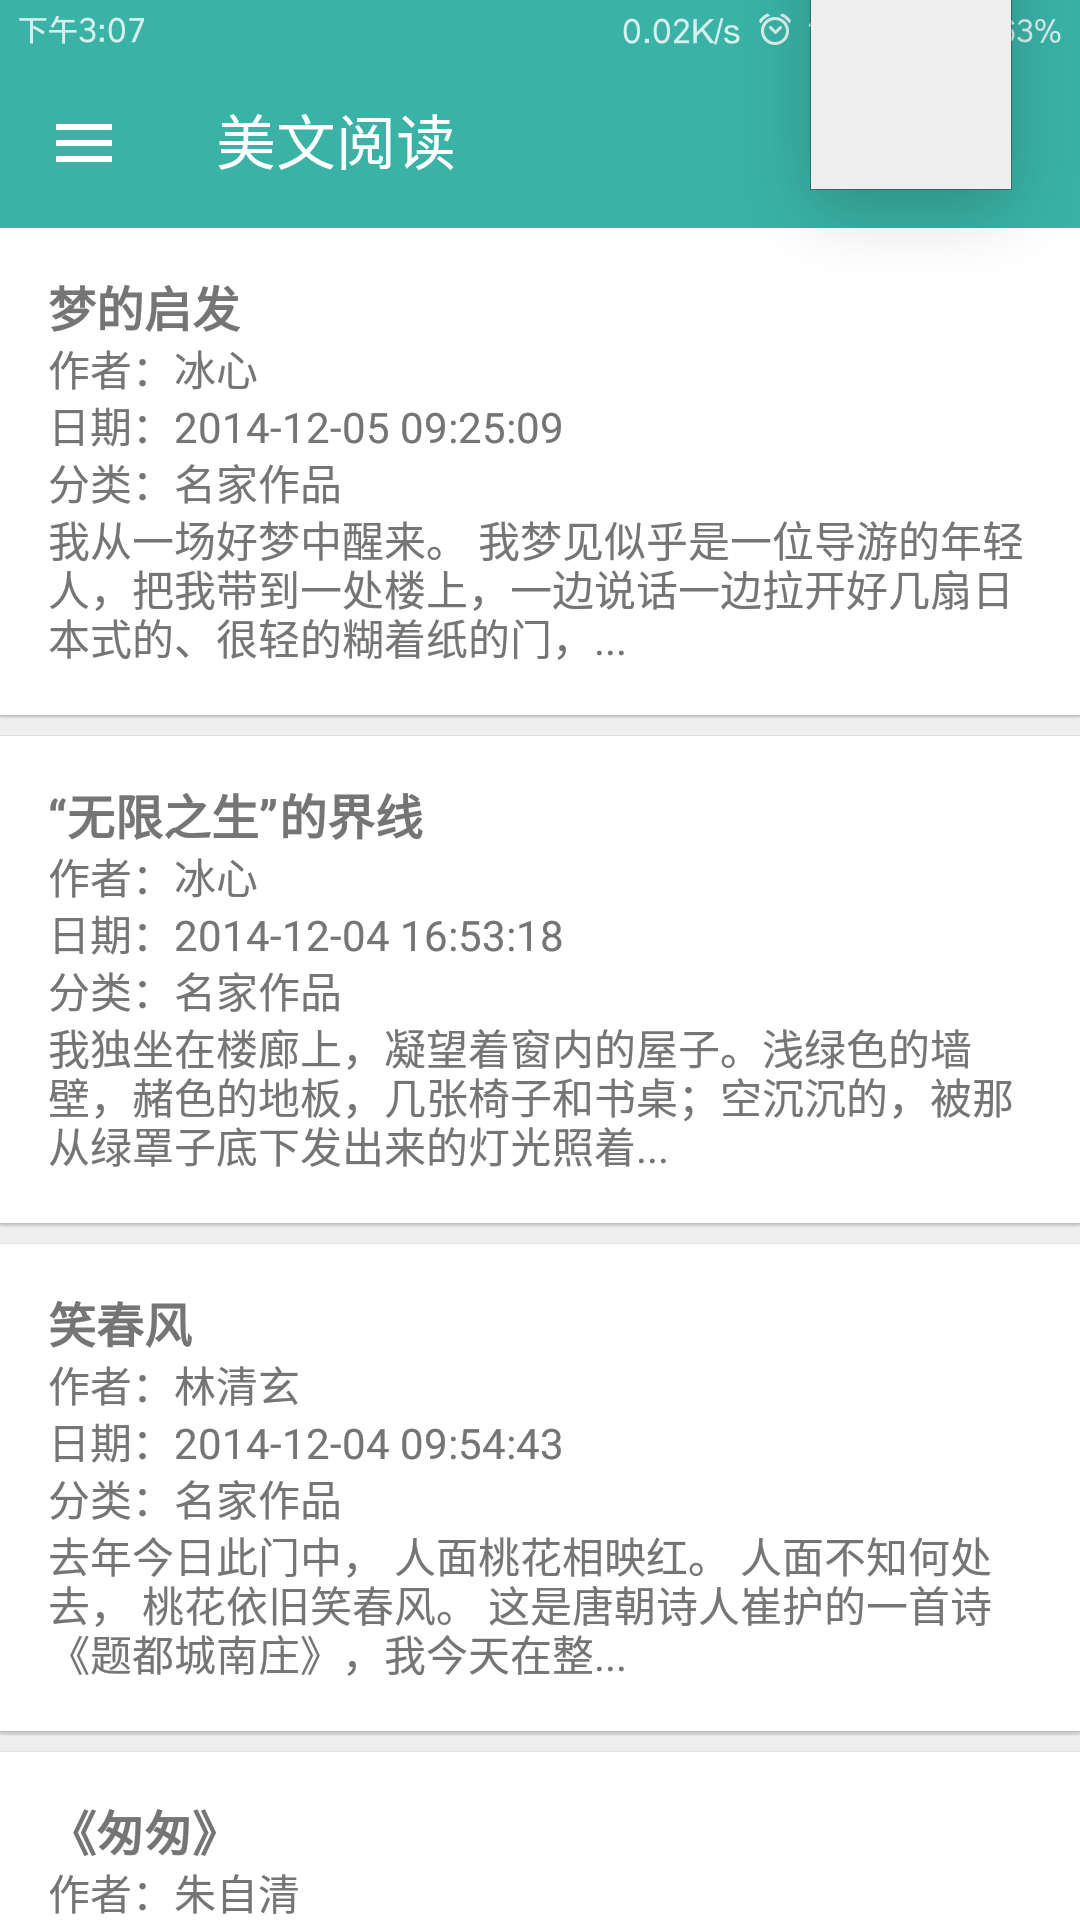 下午3:07 0.02K/s 63%
美文阅读
梦的启发
作者：冰心
日期：2014-12-05 09:25:09
分类：名家作品
我从一场好梦中醒来。 我梦见似乎是一位导游的年轻
人，把我带到一处楼上，一边说话一边拉开好几扇日
本式的、很轻的糊着纸的门，...
“无限之生”的界线
作者：冰心
日期：2014-12-04 16:53:18
分类：名家作品
我独坐在楼廊上，凝望着窗内的屋子。浅绿色的墙
壁，赭色的地板，几张椅子和书桌；空沉沉的，被那
从绿罩子底下发出来的灯光照着...
笑春风
作者：林清玄
日期：2014-12-04 09:54:43
分类：名家作品
去年今日此门中， 人面桃花相映红。 人面不知何处
去， 桃花依旧笑春风。 这是唐朝诗人崔护的一首诗
《题都城南庄》，我今天在整...
《匆匆》
作者：朱自清